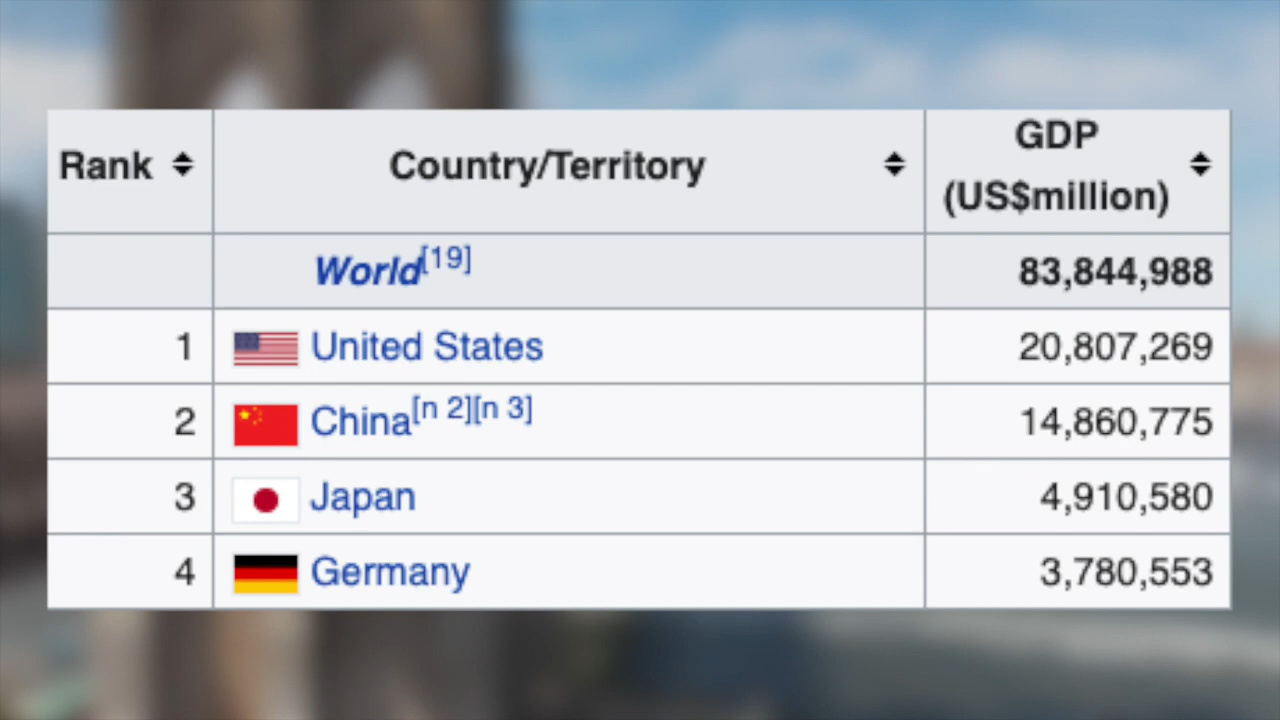 Rank Country/Territory GDP (US$million)
World[19] 83,844,988
1 United States 20,807,269
2 China[n 2][n 3] 14,860,775
3 Japan 4,910,580
4 Germany 3,780,553